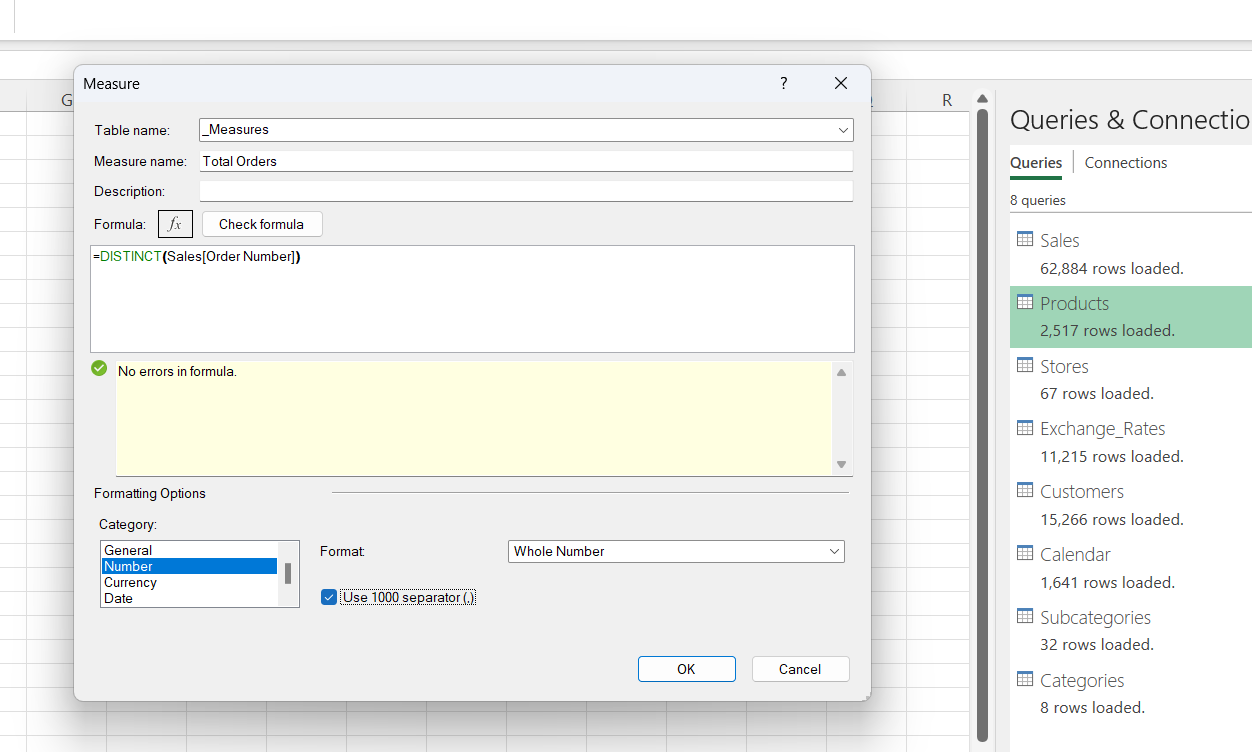 Measure ?
Table name: _Measures
Measure name: Total Orders
Description:
Formula: fx Check formula
=DISTINCT(Sales[Order Number])
No errors in formula.
Formatting Options
Category:
General
Number
Currency
Date
Format: Whole Number
Use 1000 separator (.)
OK Cancel
G
R
Queries & Connectio
Queries Connections
8 queries
Sales
62,884 rows loaded.
Products
2,517 rows loaded.
Stores
67 rows loaded.
Exchange_Rates
11,215 rows loaded.
Customers
15,266 rows loaded.
Calendar
1,641 rows loaded.
Subcategories
32 rows loaded.
Categories
8 rows loaded.